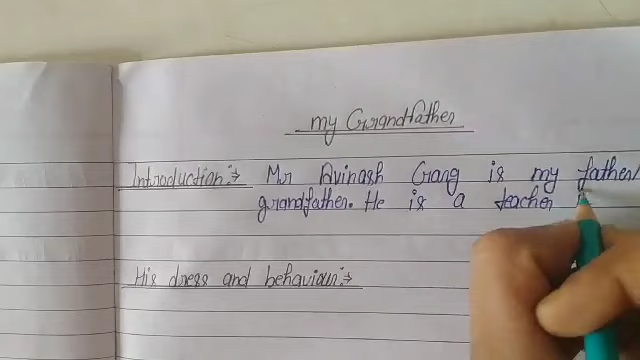 my Grandfather
Introduction:→ Mr Avinash Garg is my father
grandfather. He is a teacher
His dress and behaviour:→